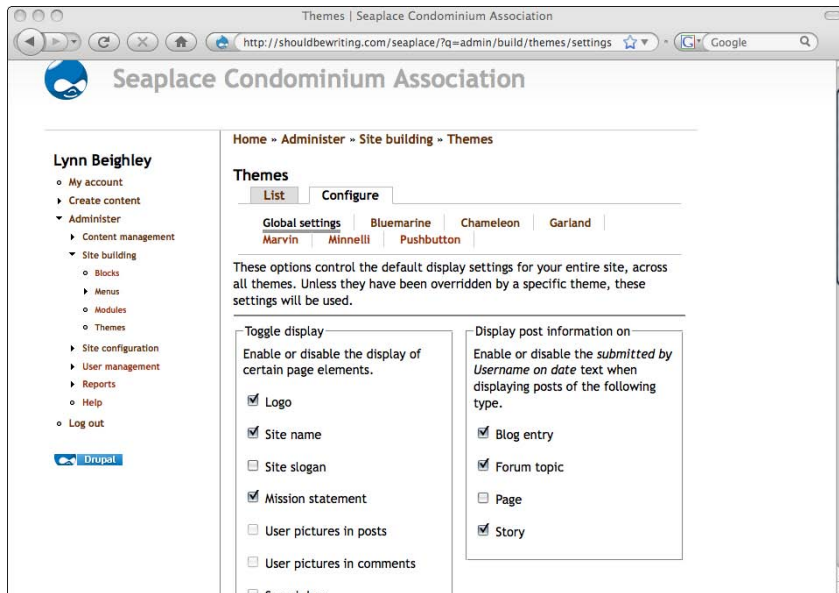 Themes | Seaplace Condominium Association
http://shouldbewriting.com/seaplace/?q=admin/build/themes/settings
Google
Seaplace Condominium Association
Lynn Beighley
My account
Create content
Administer
Content management
Site building
Blocks
Menus
Modules
Themes
Site configuration
User management
Reports
Help
Log out
Drupal
Home » Administer » Site building » Themes
Themes
List Configure
Global settings Bluemarine Chameleon Garland
Marvin Minnelli Pushbutton
These options control the default display settings for your entire site, across
all themes. Unless they have been overridden by a specific theme, these
settings will be used.
Toggle display
Enable or disable the display of
certain page elements.
Logo
Site name
Site slogan
Mission statement
User pictures in posts
User pictures in comments
Display post information on
Enable or disable the submitted by
Username on date text when
displaying posts of the following
type.
Blog entry
Forum topic
Page
Story